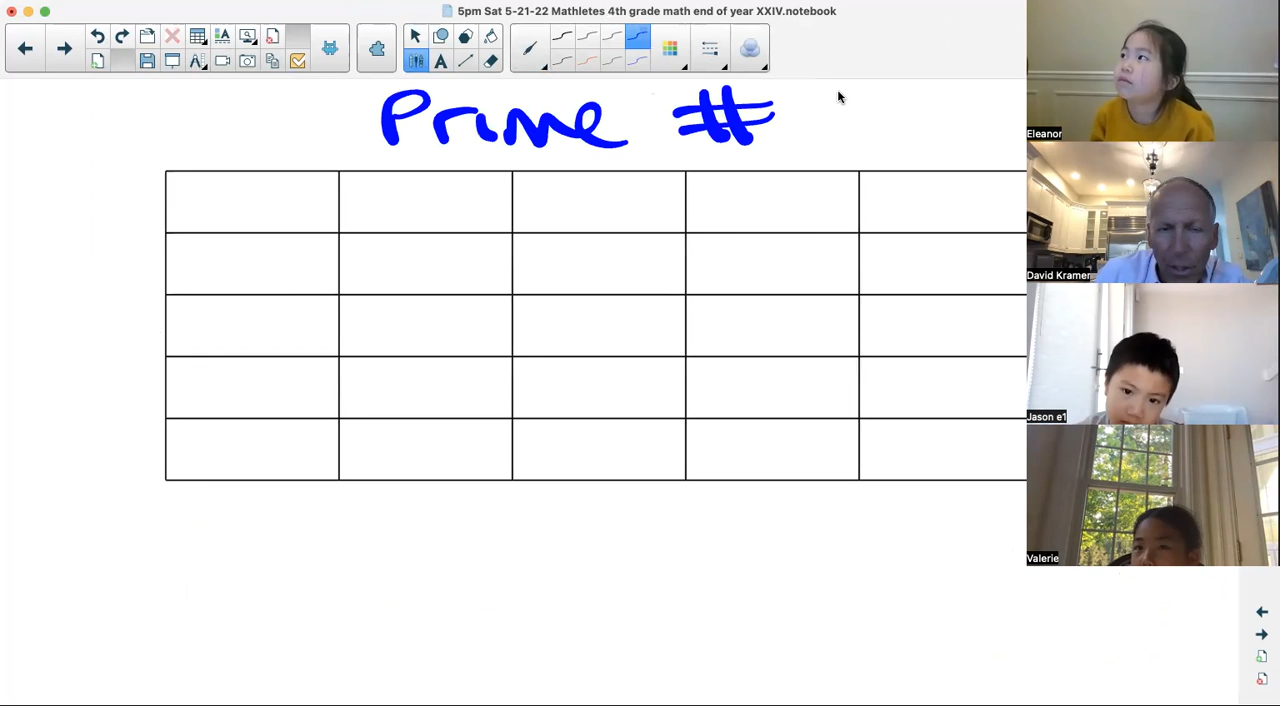 5pm Sat 5-21-22 Mathletes 4th grade math end of year XXIV.notebook
Prime #
Eleanor
David Kramer
Jason e1
Valerie